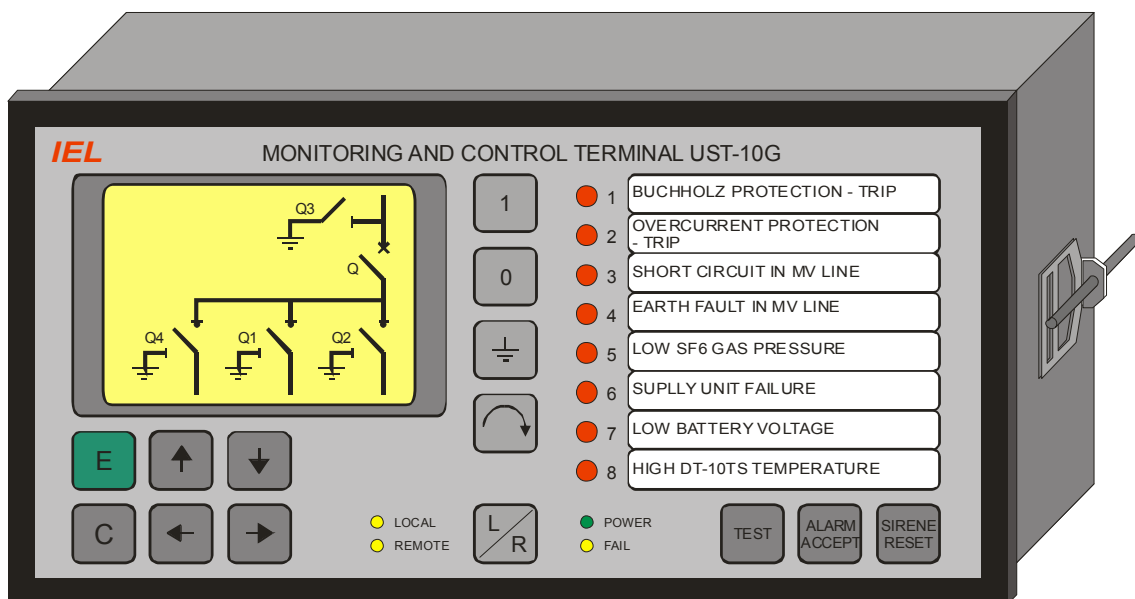 IEL
MONITORING AND CONTROL TERMINAL UST-10G
Q3
Q
Q4
Q1
Q2
1
0
1 BUCHHOLZ PROTECTION - TRIP
2 OVERCURRENT PROTECTION
- TRIP
3 SHORT CIRCUIT IN MV LINE
4 EARTH FAULT IN MV LINE
5 LOW SF6 GAS PRESSURE
6 SUPLLY UNIT FAILURE
7 LOW BATTERY VOLTAGE
8 HIGH DT-10TS TEMPERATURE
E
C
LOCAL
REMOTE
L/R
POWER
FAIL
TEST
ALARM
ACCEPT
SIRENE
RESET